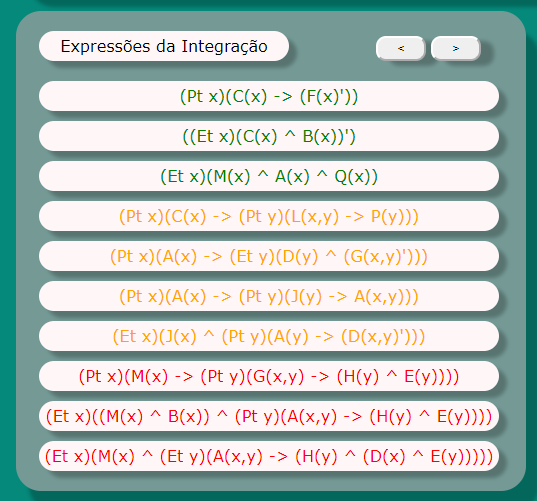 Expressões da Integração
< >
(Pt x)(C(x) -> (F(x)'))
((Et x)(C(x) ^ B(x))')
(Et x)(M(x) ^ A(x) ^ Q(x))
(Pt x)(C(x) -> (Pt y)(L(x,y) -> P(y)))
(Pt x)(A(x) -> (Et y)(D(y) ^ (G(x,y)')))
(Pt x)(A(x) -> (Pt y)(J(y) -> A(x,y)))
(Et x)(J(x) ^ (Pt y)(A(y) -> (D(x,y)')))
(Pt x)(M(x) -> (Pt y)(G(x,y) -> (H(y) ^ E(y))))
(Et x)((M(x) ^ B(x)) ^ (Pt y)(A(x,y) -> (H(y) ^ E(y))))
(Et x)(M(x) ^ (Et y)(A(x,y) -> (H(y) ^ (D(x) ^ E(y)))))